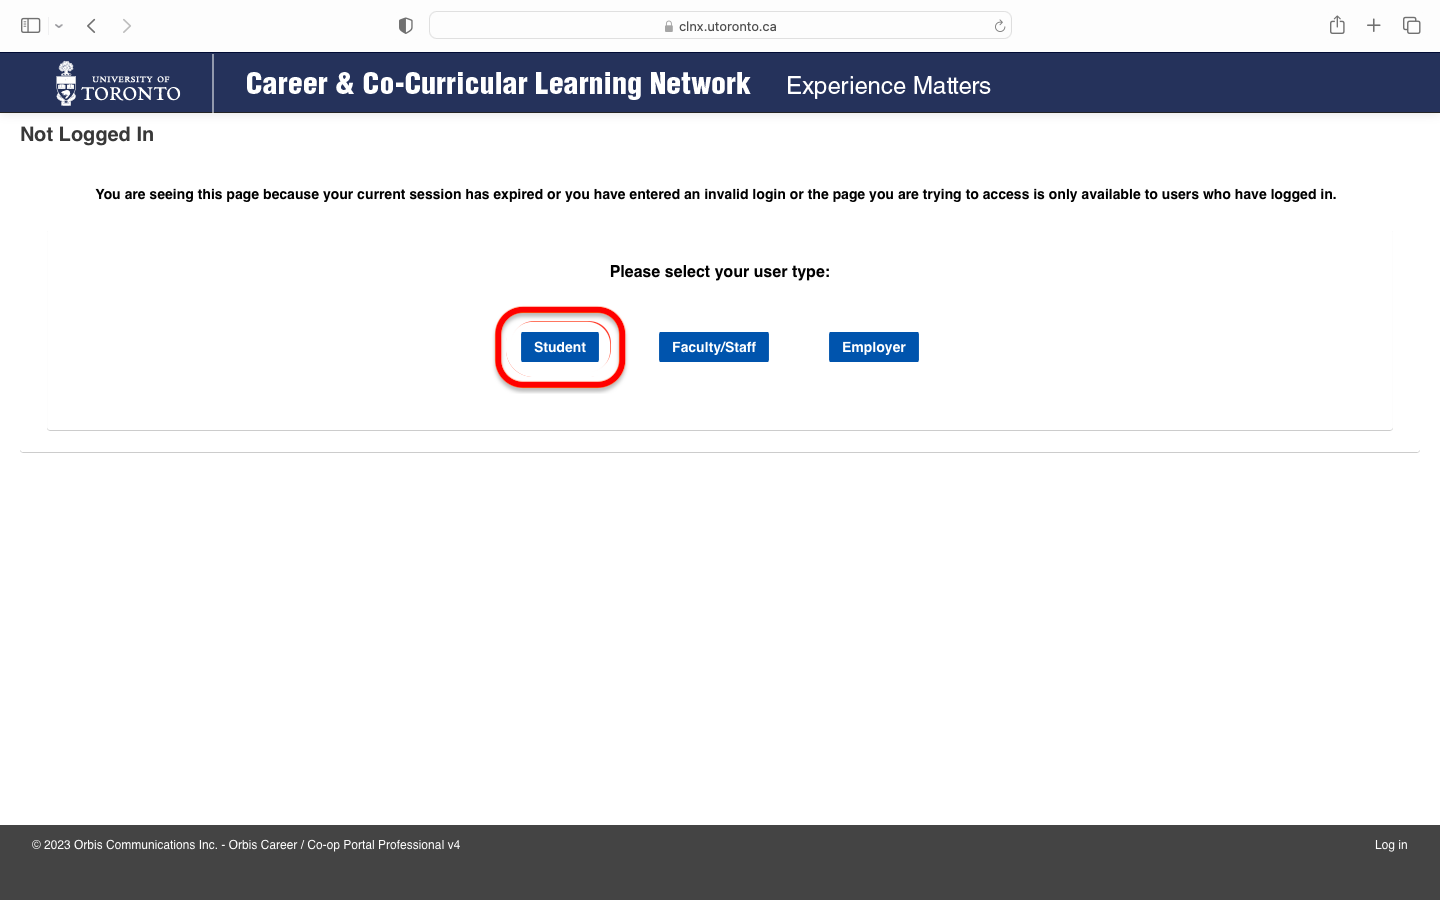 clnx.utoronto.ca
UNIVERSITY OF
TORONTO
Career & Co-Curricular Learning Network Experience Matters
Not Logged In
You are seeing this page because your current session has expired or you have entered an invalid login or the page you are trying to access is only available to users who have logged in.
Please select your user type:
Student Faculty/Staff Employer
© 2023 Orbis Communications Inc. - Orbis Career / Co-op Portal Professional v4 Log in